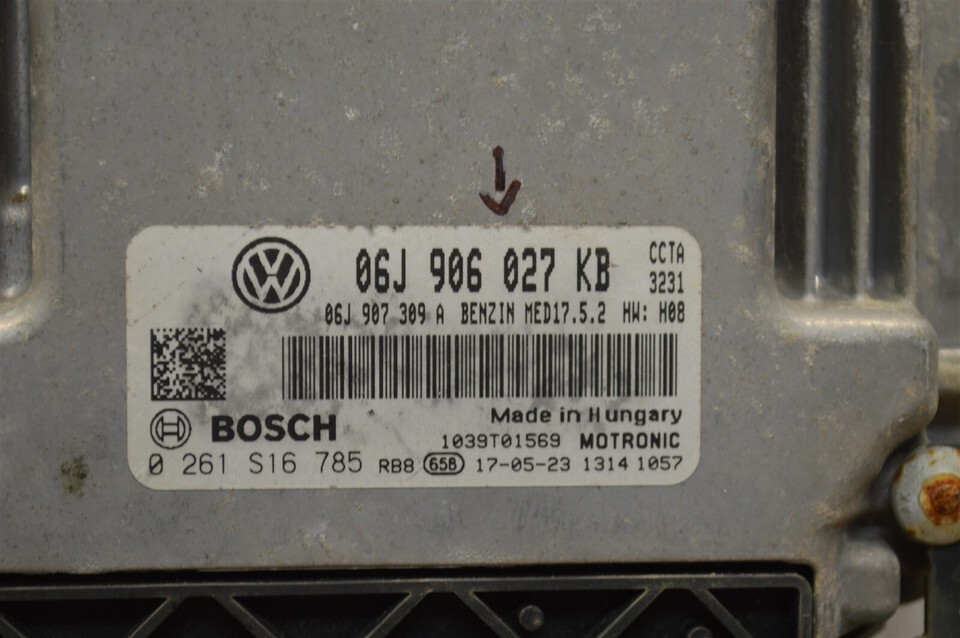 06J 906 027 KB
CCTA
3231
06J 907 309 A BENZIN MED17.5.2 HW: H08
Made in Hungary
BOSCH
1039T01569 MOTRONIC
0 261 S16 785 RB8 658 17-05-23 1314 1057